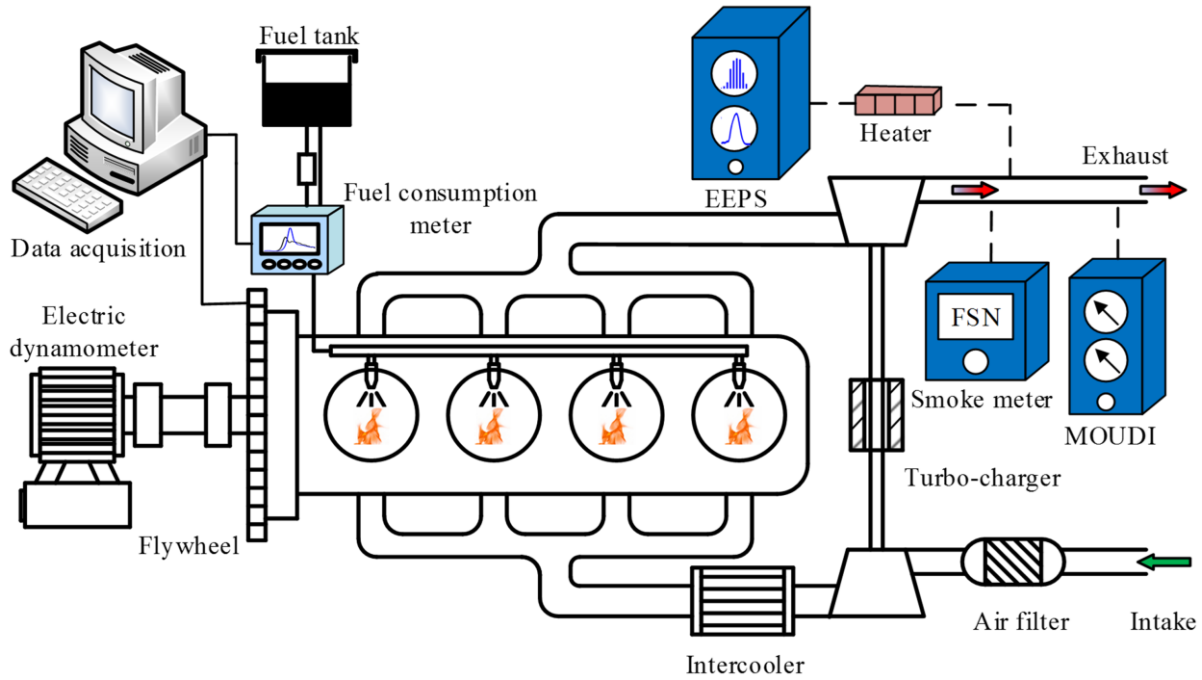 Fuel tank
Heater
Exhaust
EEPS
Fuel consumption
meter
Data acquisition
Electric
dynamometer
FSN
Smoke meter
MOUDI
Turbo-charger
Flywheel
Air filter
Intake
Intercooler